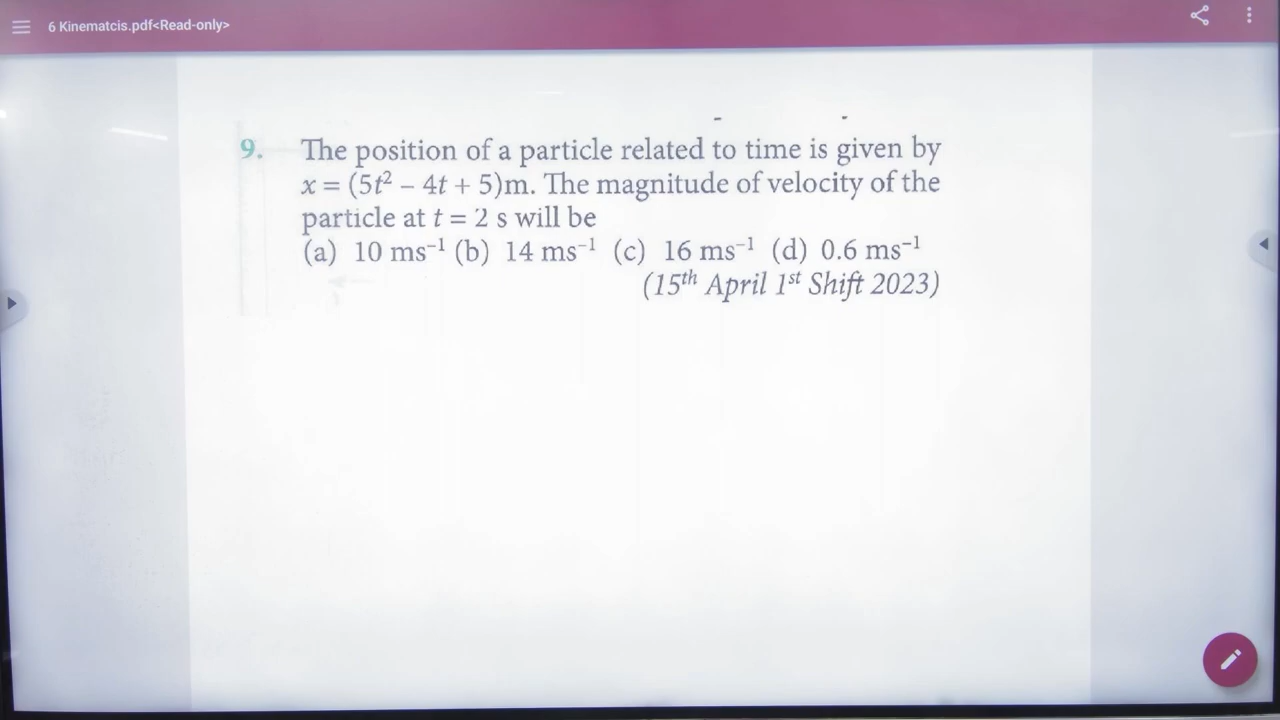 6 Kinematcis.pdf<Read-only>
9. The position of a particle related to time is given by
x = (5t² – 4t + 5)m. The magnitude of velocity of the
particle at t = 2 s will be
(a) 10 ms⁻¹ (b) 14 ms⁻¹ (c) 16 ms⁻¹ (d) 0.6 ms⁻¹
(15ᵗʰ April 1ˢᵗ Shift 2023)